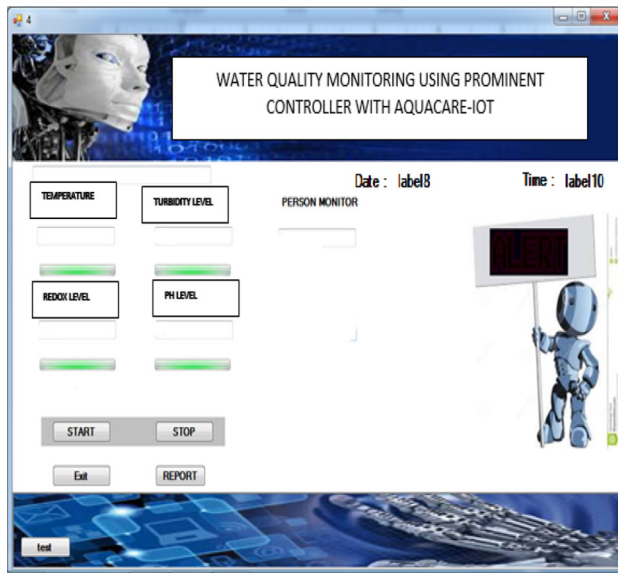 4
WATER QUALITY MONITORING USING PROMINENT
CONTROLLER WITH AQUACARE-IOT
Date : label8
Time : label10
TEMPERATURE
TURBIDITY LEVEL
PERSON MONITOR
ALERT
REDOX LEVEL
PH LEVEL
START
STOP
Exit
REPORT
test